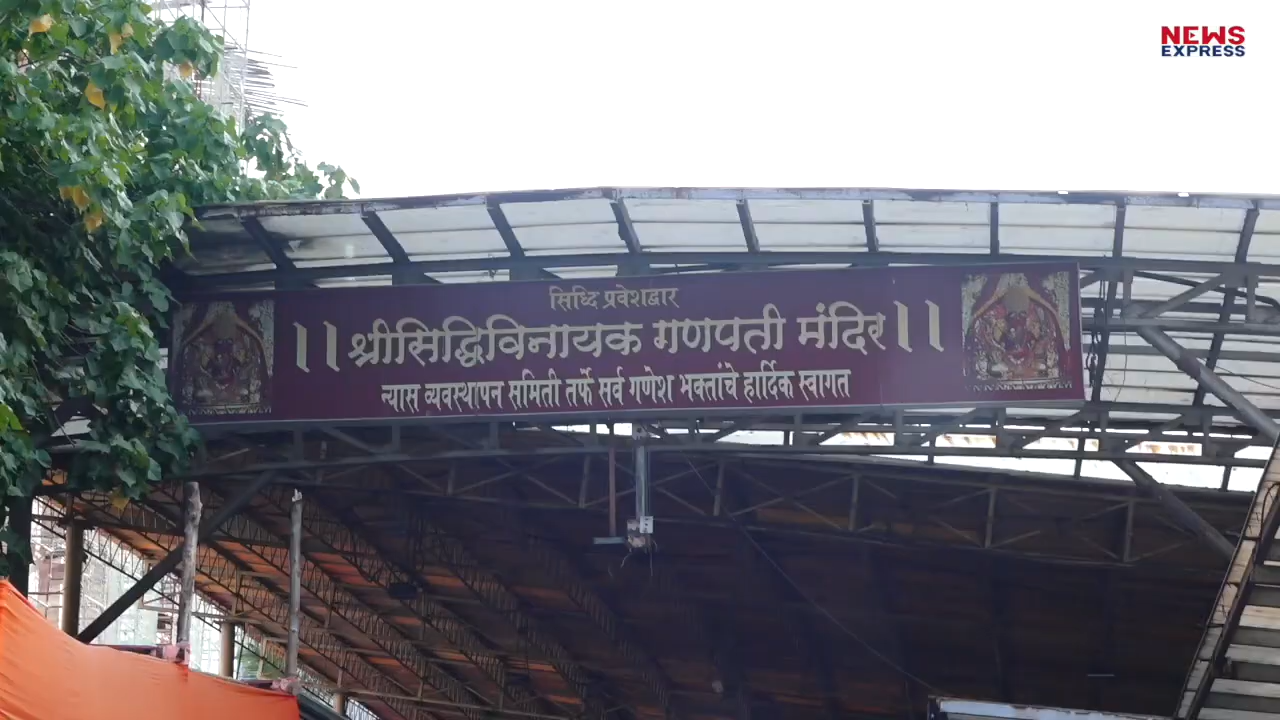 NEWS
EXPRESS
सिध्दि प्रवेशद्वार
।। श्रीसिद्धिविनायक गणपती मंदिर ।।
न्यास व्यवस्थापन समिती तर्फे सर्व गणेश भक्तांचे हार्दिक स्वागत